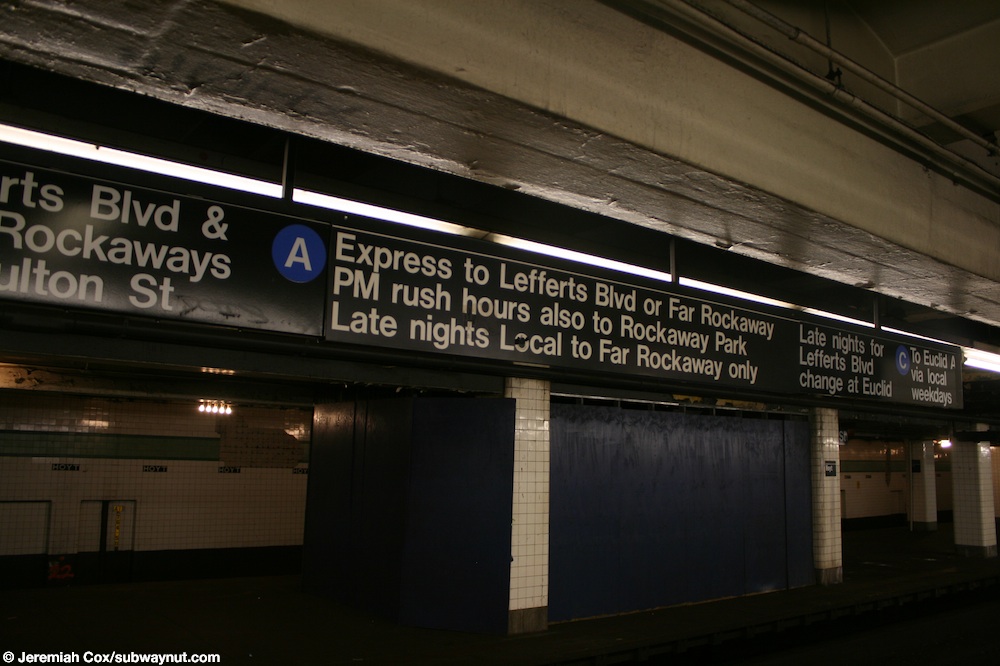 rts Blvd &
Rockaways
ulton St
A
Express to Lefferts Blvd or Far Rockaway
PM rush hours also to Rockaway Park
Late nights Local to Far Rockaway only
Late nights for
Lefferts Blvd
change at Euclid
C
To Euclid A
via local
weekdays
HOYT
HOYT
HOYT
HOYT
© Jeremiah Cox/subwaynut.com